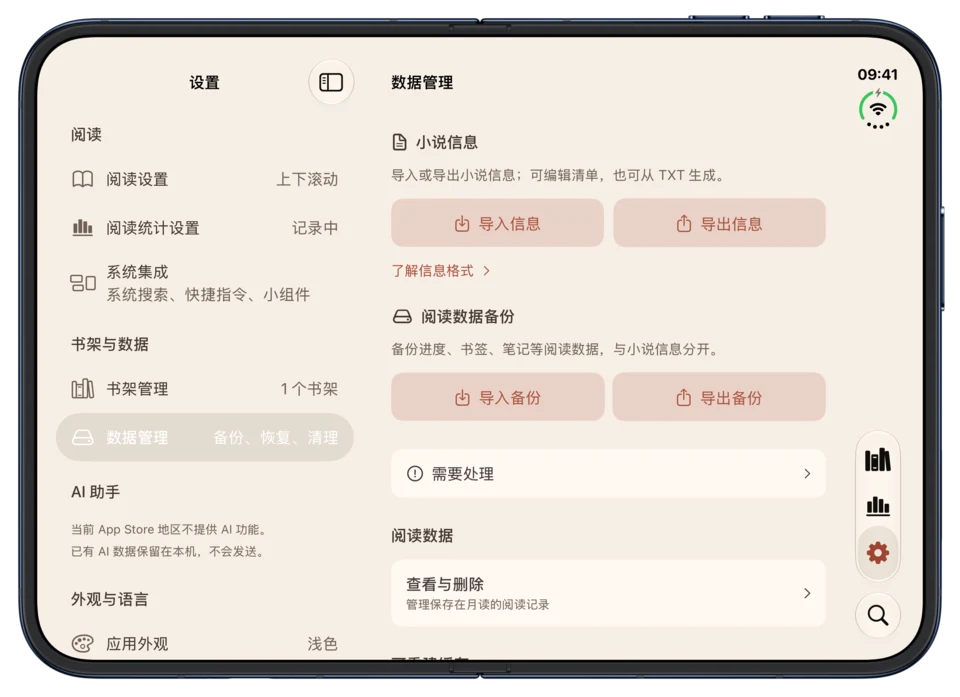 设置
阅读
阅读设置 上下滚动
阅读统计设置 记录中
系统集成
系统搜索、快捷指令、小组件
书架与数据
书架管理 1个书架
数据管理 备份、恢复、清理
AI 助手
当前 App Store 地区不提供 AI 功能。
已有 AI 数据保留在本机，不会发送。
外观与语言
应用外观 浅色
数据管理
小说信息
导入或导出小说信息；可编辑清单，也可从 TXT 生成。
导入信息 导出信息
了解信息格式
阅读数据备份
备份进度、书签、笔记等阅读数据，与小说信息分开。
导入备份 导出备份
需要处理
阅读数据
查看与删除
管理保存在月读的阅读记录
09:41